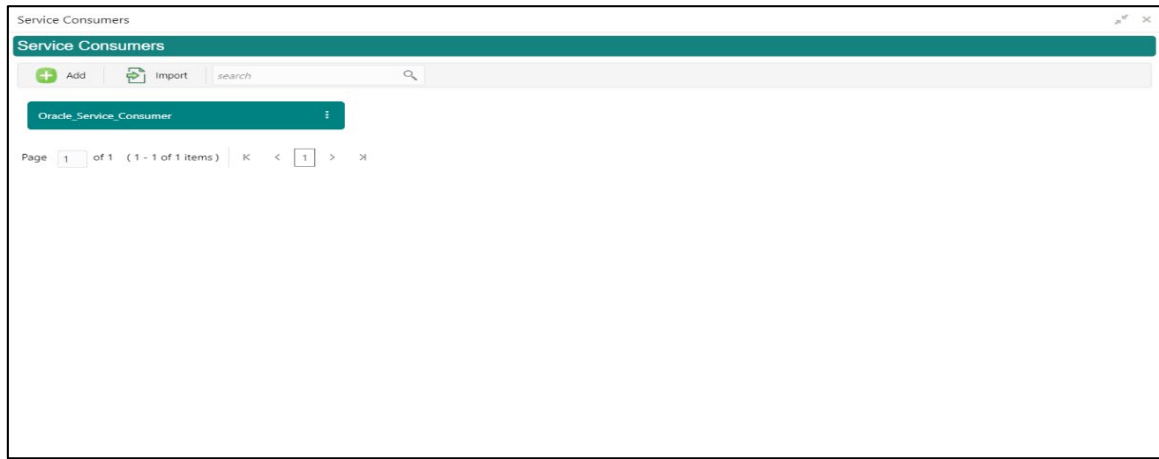 Service Consumers
Service Consumers
Add Import search
Oracle_Service_Consumer
Page 1 of 1 (1 - 1 of 1 items) K < 1 > >|